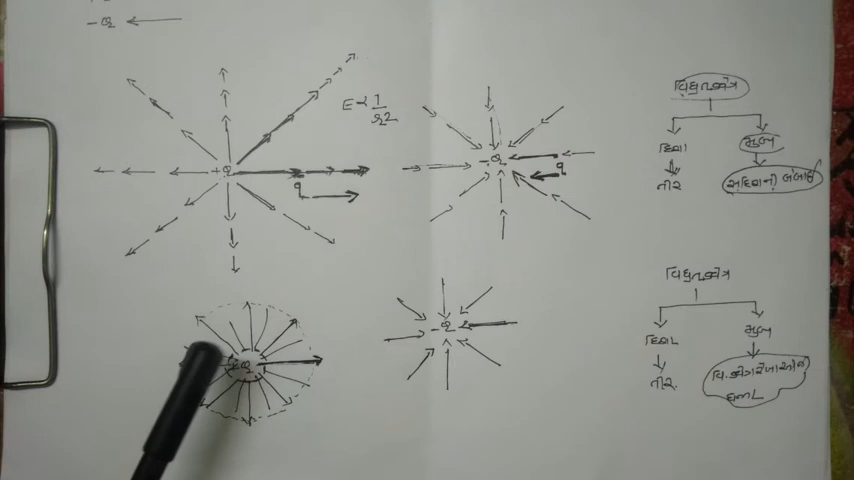 -Q
+Q
E ∝ 1/r²
q
-Q
q
વિદ્યુતક્ષેત્ર
દિશા
મૂલ્ય
તીર
સદિશની લંબાઈ
+Q
-Q
વિદ્યુતક્ષેત્ર
દિશા
મૂલ્ય
તીર
વિ.ક્ષેત્રરેખાઓની
ઘનતા